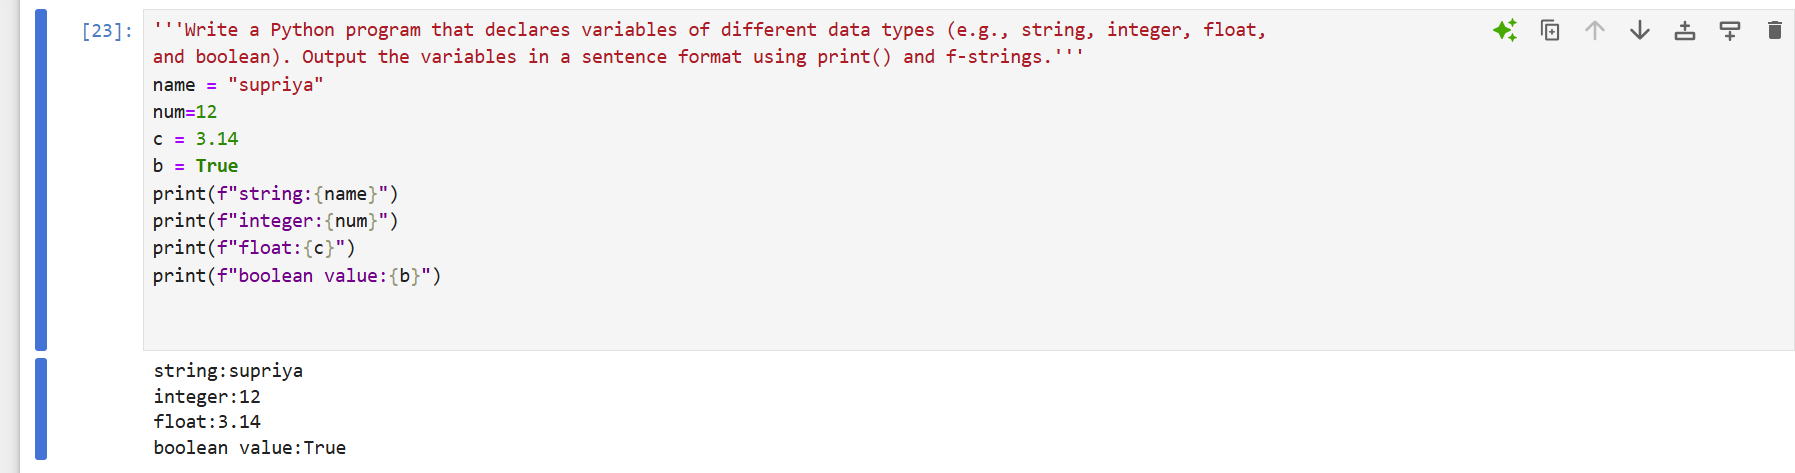 [23]:
'''Write a Python program that declares variables of different data types (e.g., string, integer, float,
and boolean). Output the variables in a sentence format using print() and f-strings.'''
name = "supriya"
num=12
c = 3.14
b = True
print(f"string:{name}")
print(f"integer:{num}")
print(f"float:{c}")
print(f"boolean value:{b}")
string:supriya
integer:12
float:3.14
boolean value:True